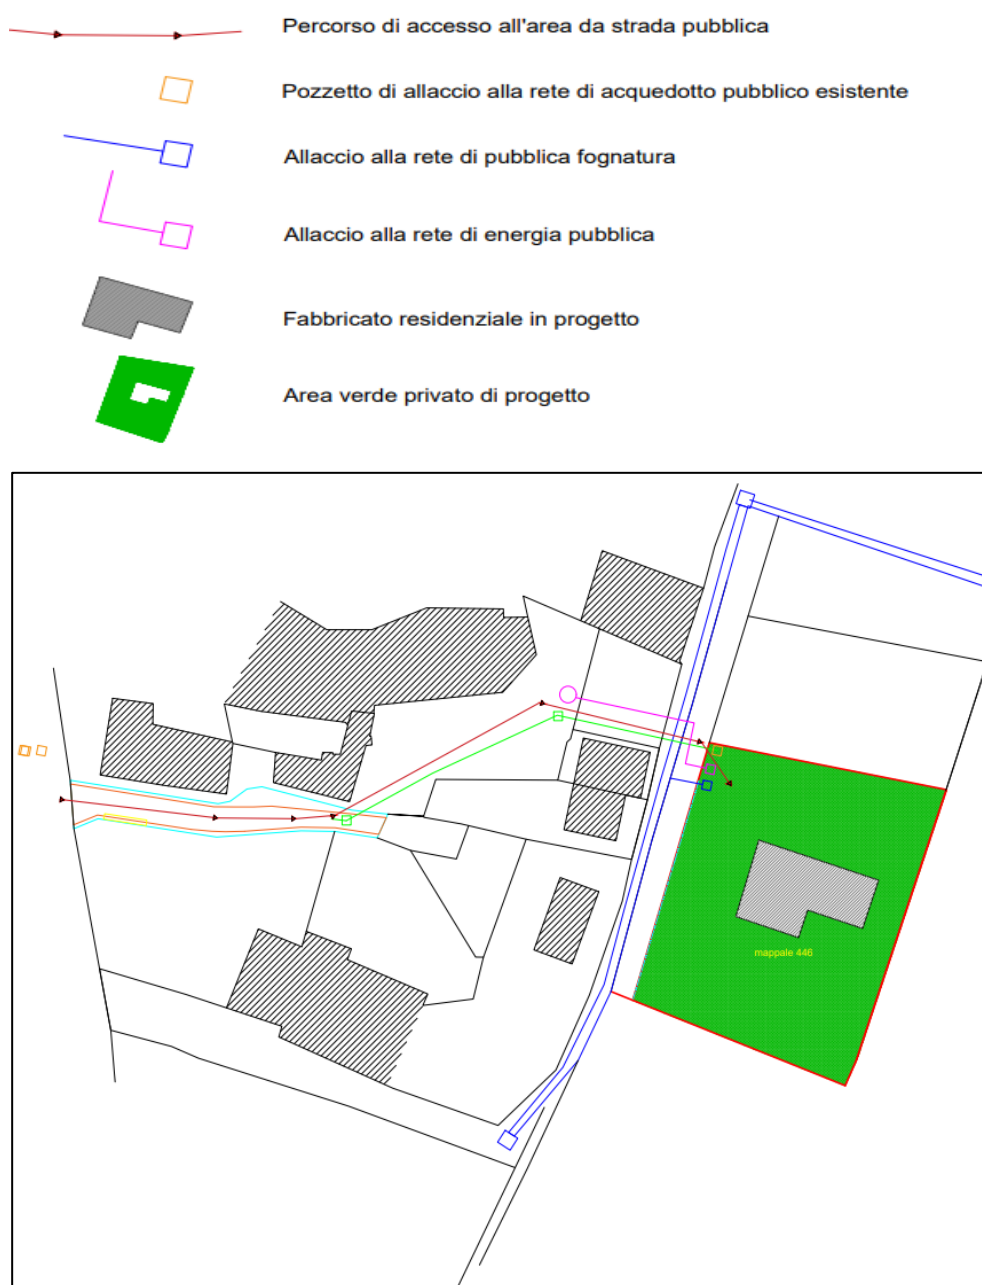 Percorso di accesso all'area da strada pubblica
Pozzetto di allaccio alla rete di acquedotto pubblico esistente
Allaccio alla rete di pubblica fognatura
Allaccio alla rete di energia pubblica
Fabbricato residenziale in progetto
Area verde privato di progetto
mappale 446